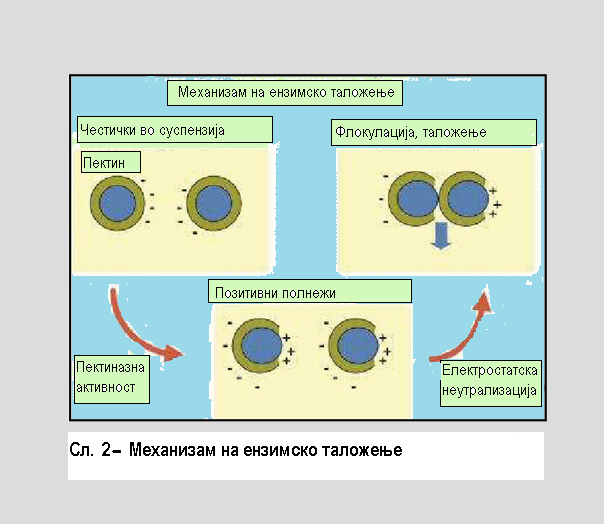 Механизам на ензимско таложење
Честички во суспензија
Флокулација, таложење
Пектин
Позитивни полнежи
Пектиназна
активност
Електростатска
неутрализација
Сл. 2– Механизам на ензимско таложење